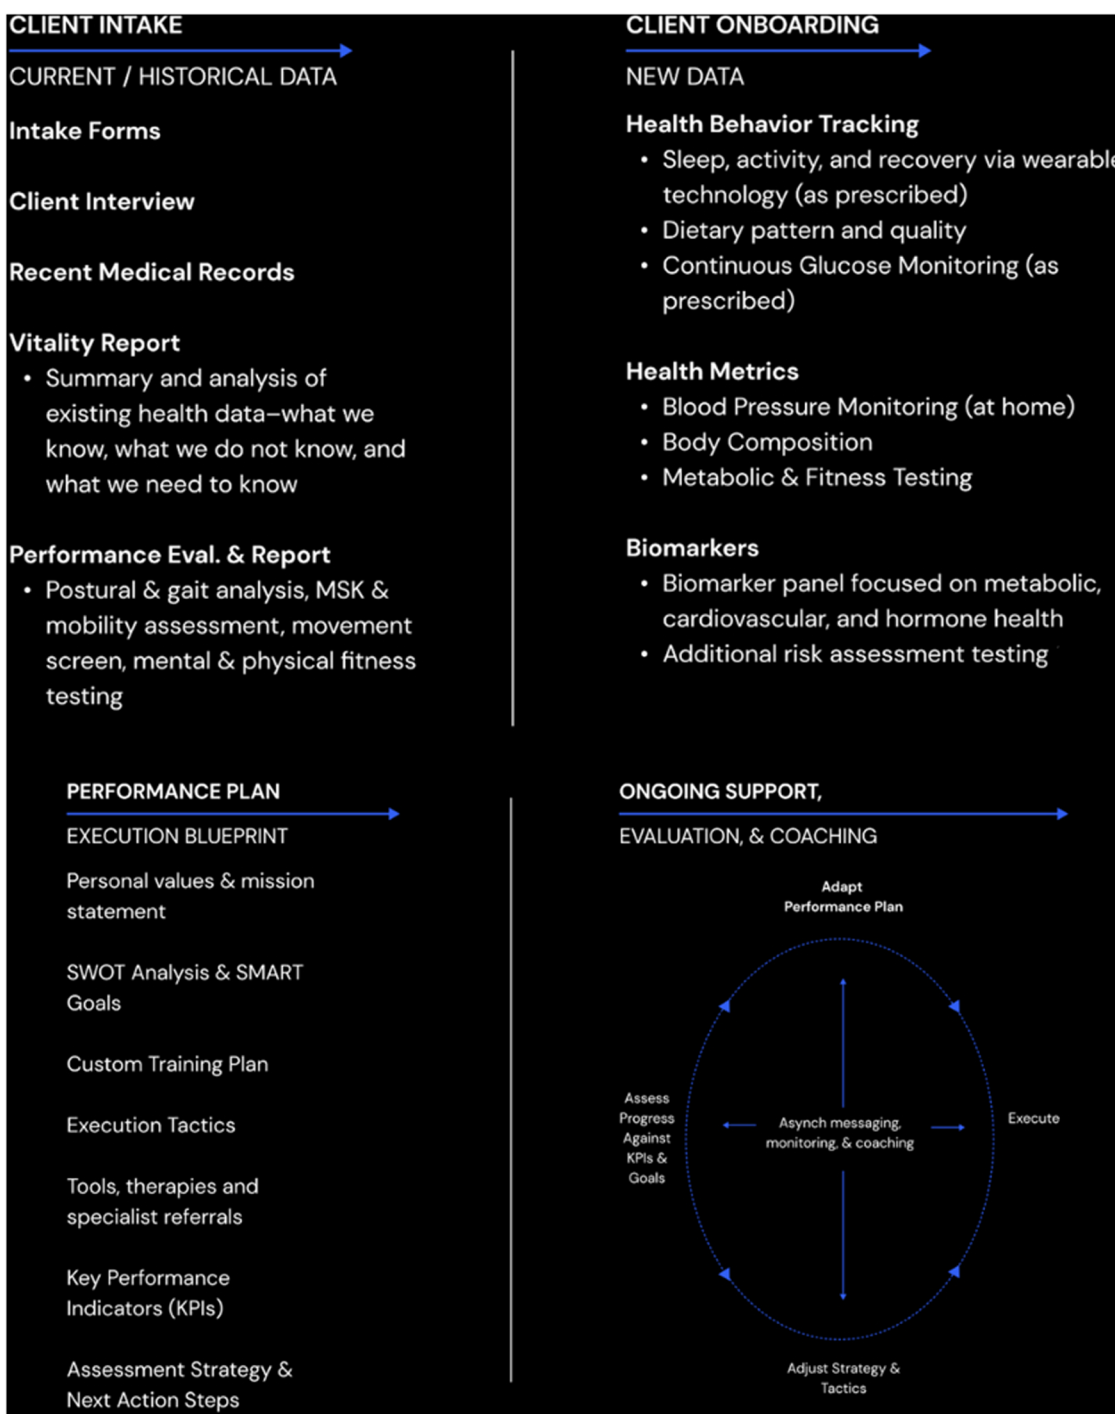 CLIENT INTAKE
CURRENT / HISTORICAL DATA
Intake Forms
Client Interview
Recent Medical Records
Vitality Report
• Summary and analysis of
existing health data–what we
know, what we do not know, and
what we need to know
Performance Eval. & Report
• Postural & gait analysis, MSK &
mobility assessment, movement
screen, mental & physical fitness
testing
CLIENT ONBOARDING
NEW DATA
Health Behavior Tracking
• Sleep, activity, and recovery via wearable
technology (as prescribed)
• Dietary pattern and quality
• Continuous Glucose Monitoring (as
prescribed)
Health Metrics
• Blood Pressure Monitoring (at home)
• Body Composition
• Metabolic & Fitness Testing
Biomarkers
• Biomarker panel focused on metabolic,
cardiovascular, and hormone health
• Additional risk assessment testing
PERFORMANCE PLAN
EXECUTION BLUEPRINT
Personal values & mission
statement
SWOT Analysis & SMART
Goals
Custom Training Plan
Execution Tactics
Tools, therapies and
specialist referrals
Key Performance
Indicators (KPIs)
Assessment Strategy &
Next Action Steps
ONGOING SUPPORT,
EVALUATION, & COACHING
Adapt
Performance Plan
Assess
Progress
Against
KPIs &
Goals
Asynch messaging,
monitoring, & coaching
Execute
Adjust Strategy &
Tactics